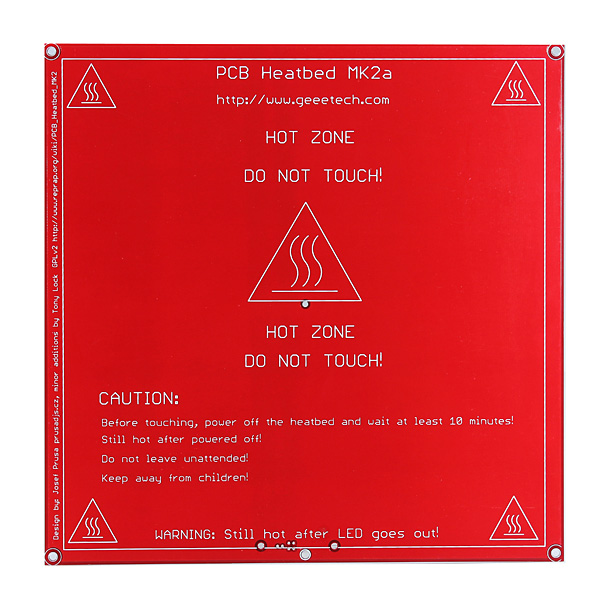 PCB Heatbed MK2a
http://www.geeetech.com
HOT ZONE
DO NOT TOUCH!
HOT ZONE
DO NOT TOUCH!
CAUTION:
Before touching, power off the heatbed and wait at least 10 minutes!
Still hot after powered off!
Do not leave unattended!
Keep away from children!
WARNING: Still hot after LED goes out!
Design by: Josef Prusa prusadjs.cz, minor additions by Tony Lock GPLv2 http://www.reprap.org/wiki/PCB_Heatbed_MK2